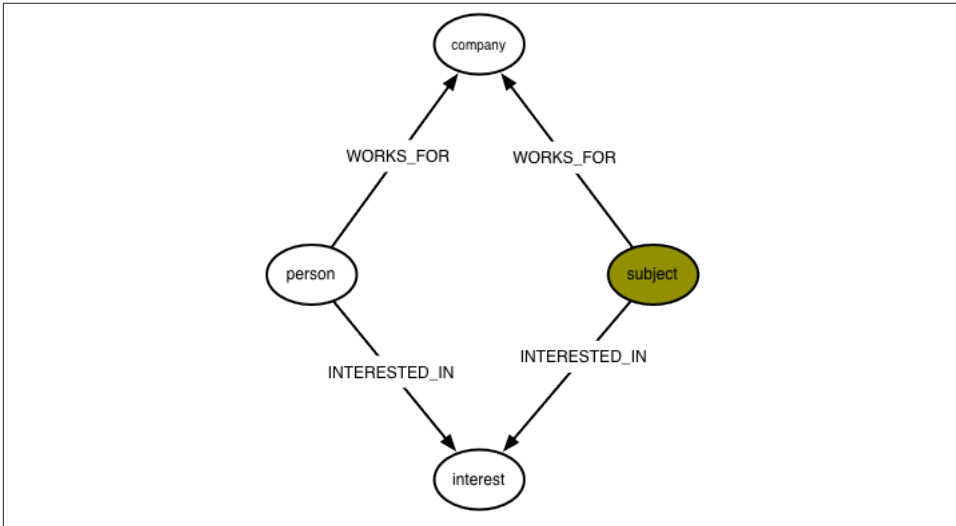 company
WORKS_FOR
WORKS_FOR
person
subject
INTERESTED_IN
INTERESTED_IN
interest